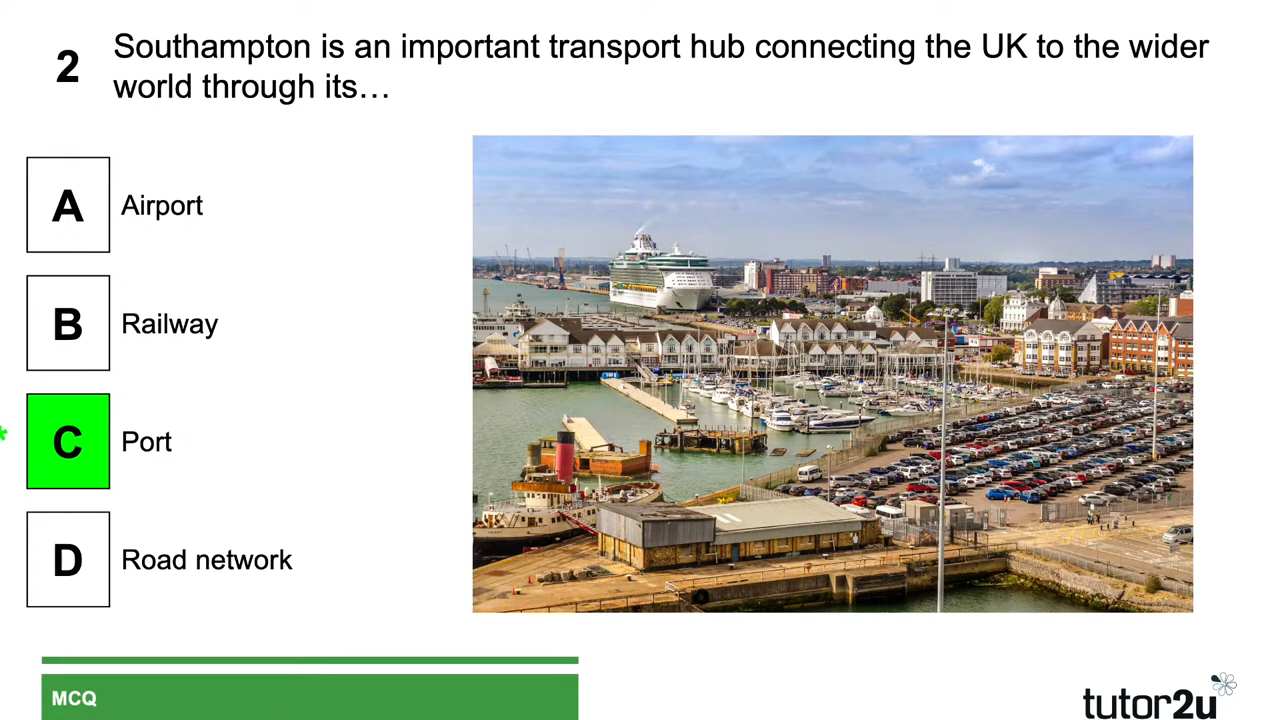 2
Southampton is an important transport hub connecting the UK to the wider
world through its…
A Airport
B Railway
* C Port
D Road network
MCQ
tutor2u